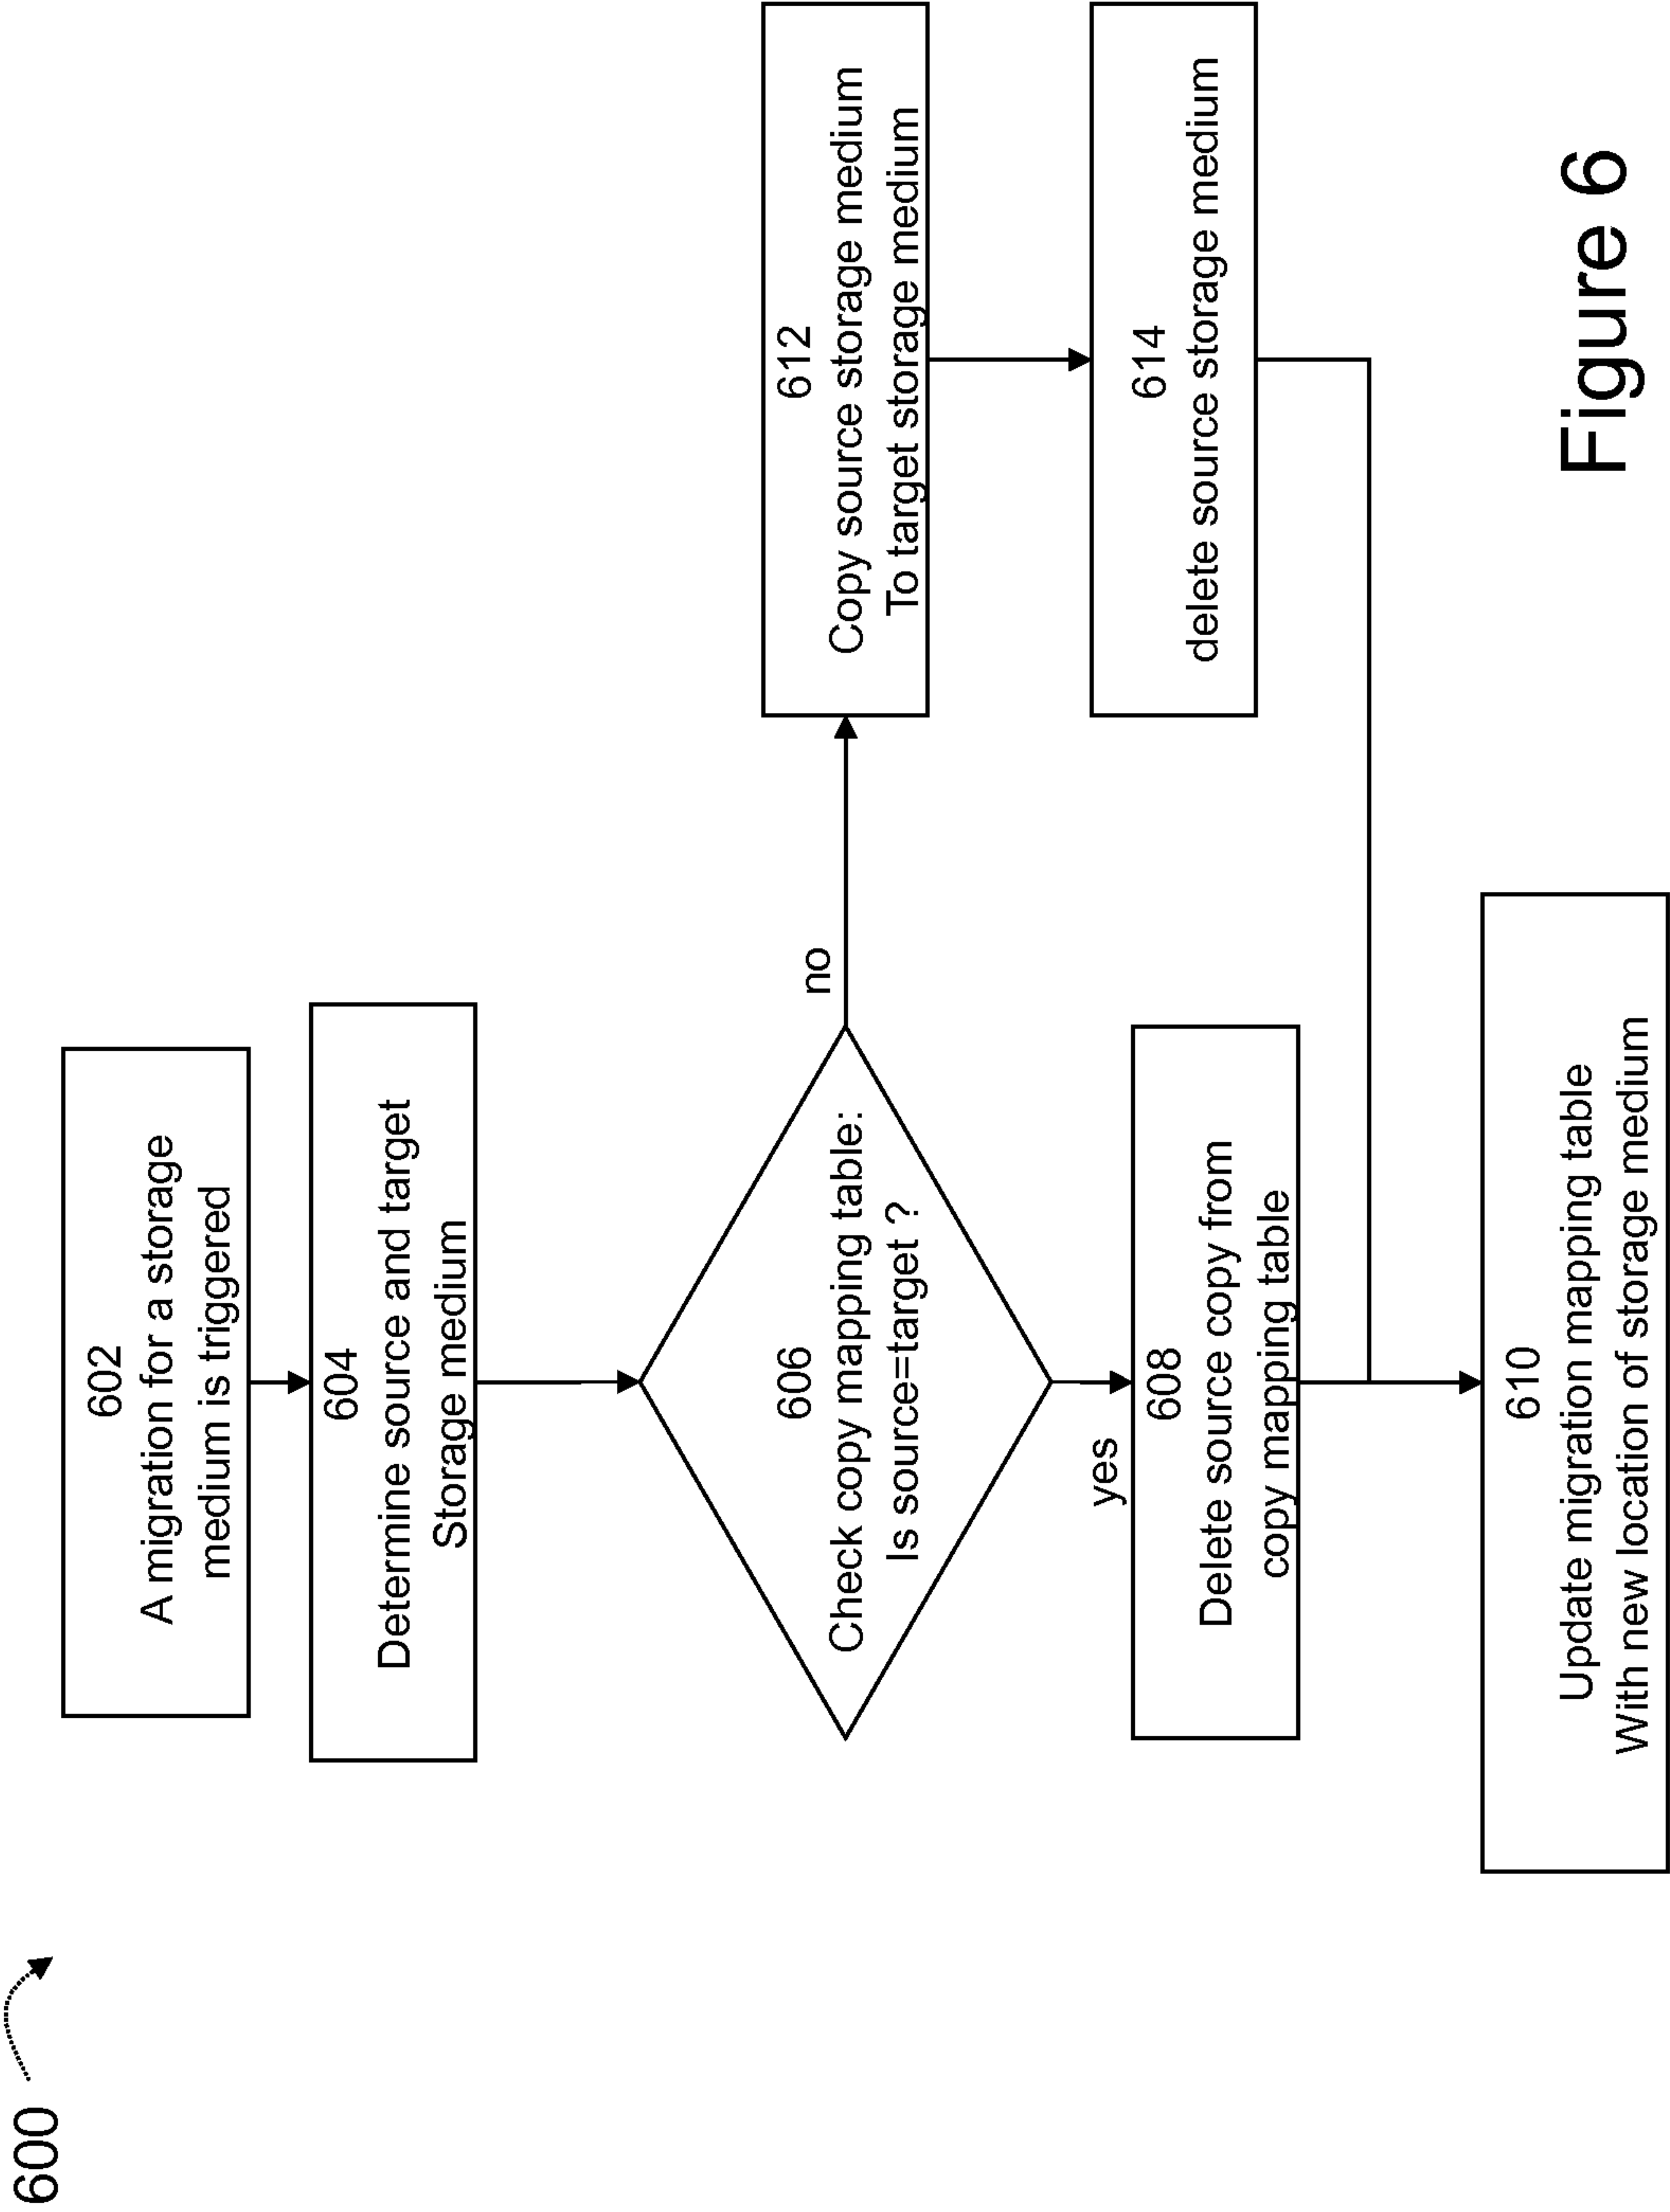 600
602
A migration for a storage
medium is triggered
604
Determine source and target
Storage medium
606
Check copy mapping table:
Is source=target ?
no
yes
612
Copy source storage medium
To target storage medium
614
delete source storage medium
608
Delete source copy from
copy mapping table
610
Update migration mapping table
With new location of storage medium
Figure 6